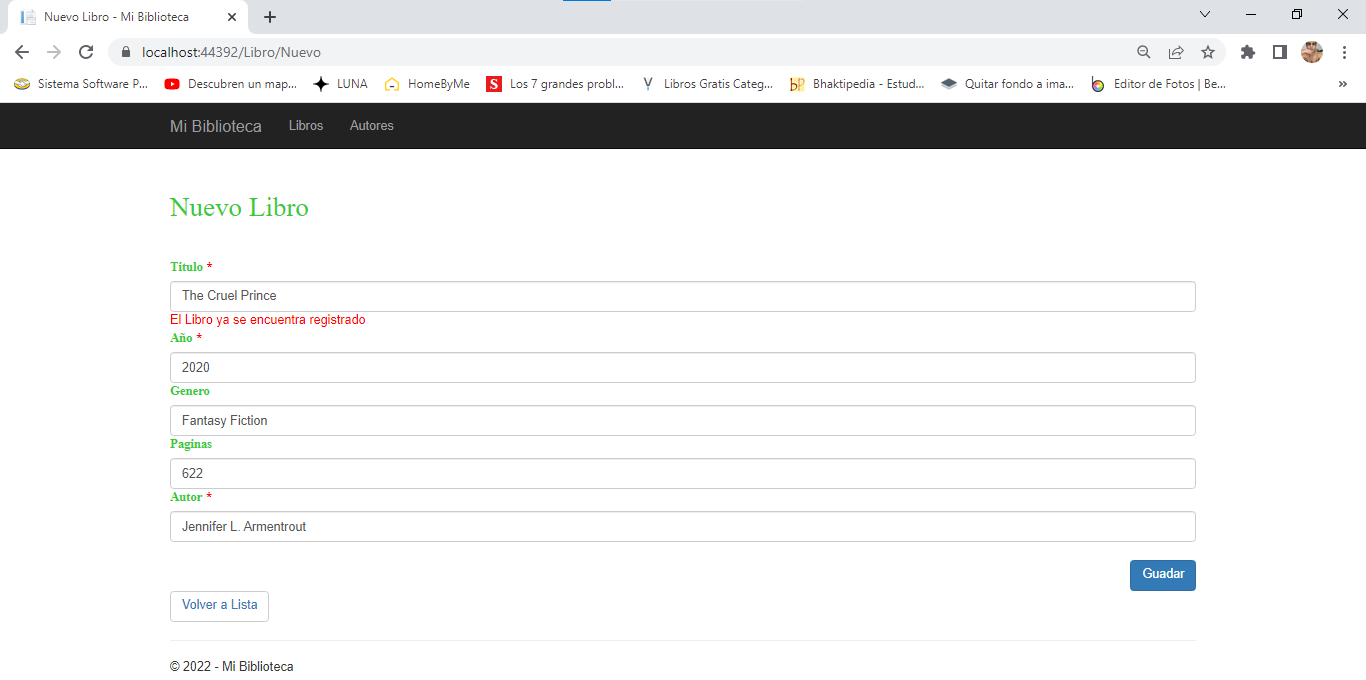 Nuevo Libro - Mi Biblioteca
localhost:44392/Libro/Nuevo
Sistema Software P... Descubren un map... LUNA HomeByMe S Los 7 grandes probl... Libros Gratis Categ... bp Bhaktipedia - Estud... Quitar fondo a ima... Editor de Fotos | Be... »
Mi Biblioteca Libros Autores
Nuevo Libro
Titulo *
The Cruel Prince
El Libro ya se encuentra registrado
Año *
2020
Genero
Fantasy Fiction
Paginas
622
Autor *
Jennifer L. Armentrout
Guadar
Volver a Lista
© 2022 - Mi Biblioteca